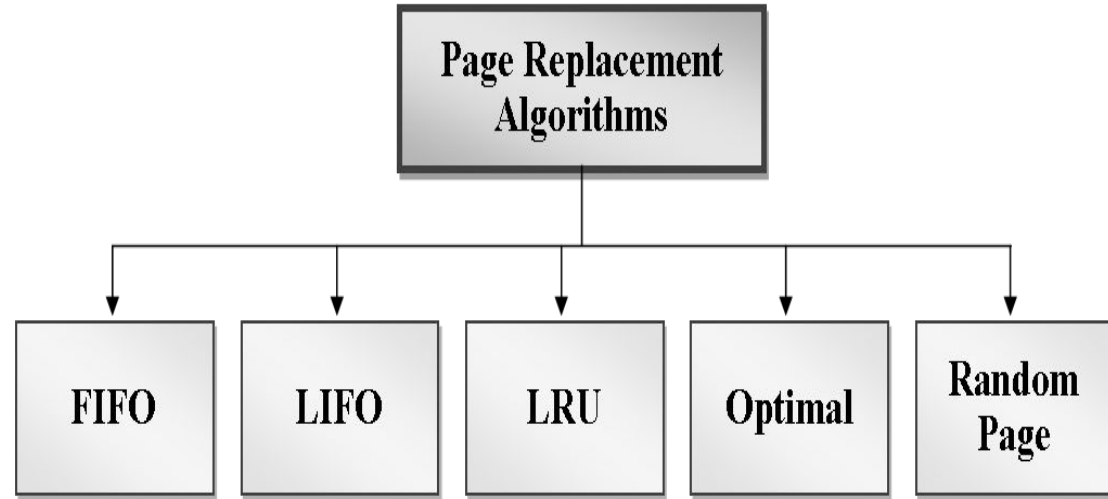 Page Replacement
Algorithms
FIFO
LIFO
LRU
Optimal
Random
Page